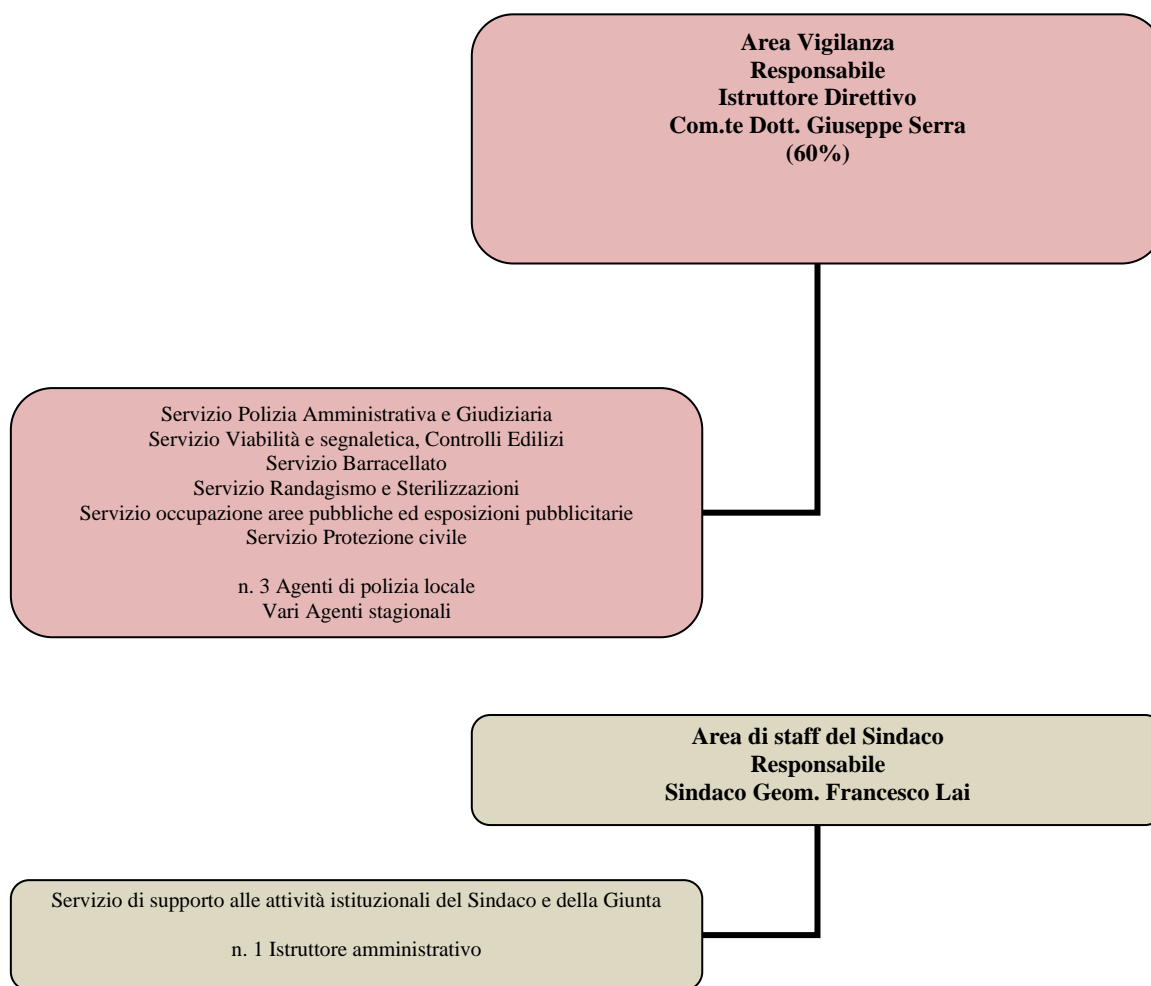 Area Vigilanza
Responsabile
Istruttore Direttivo
Com.te Dott. Giuseppe Serra
(60%)
Servizio Polizia Amministrativa e Giudiziaria
Servizio Viabilità e segnaletica, Controlli Edilizi
Servizio Barracellato
Servizio Randagismo e Sterilizzazioni
Servizio occupazione aree pubbliche ed esposizioni pubblicitarie
Servizio Protezione civile
n. 3 Agenti di polizia locale
Vari Agenti stagionali
Area di staff del Sindaco
Responsabile
Sindaco Geom. Francesco Lai
Servizio di supporto alle attività istituzionali del Sindaco e della Giunta
n. 1 Istruttore amministrativo